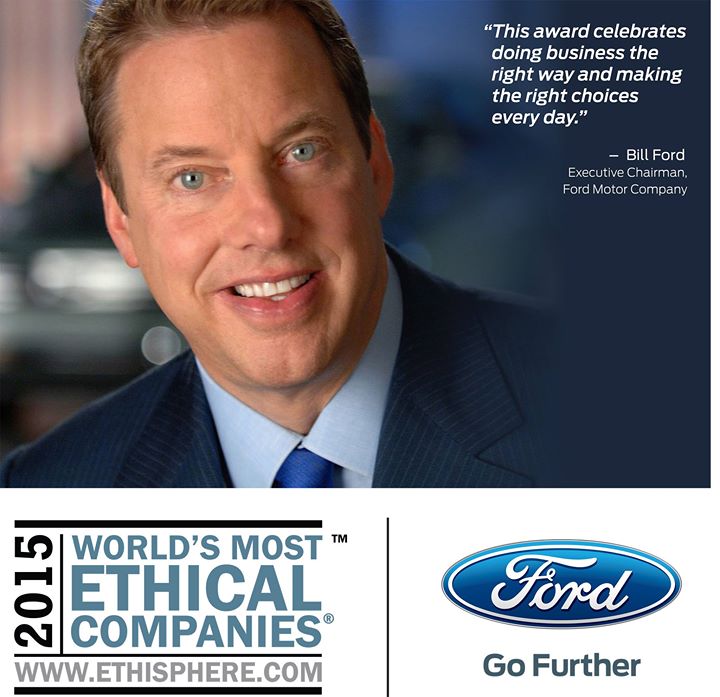 “This award celebrates
doing business the
right way and making
the right choices
every day.”
– Bill Ford
Executive Chairman,
Ford Motor Company
2015
WORLD'S MOST™
ETHICAL
COMPANIES®
WWW.ETHISPHERE.COM
Ford
Go Further